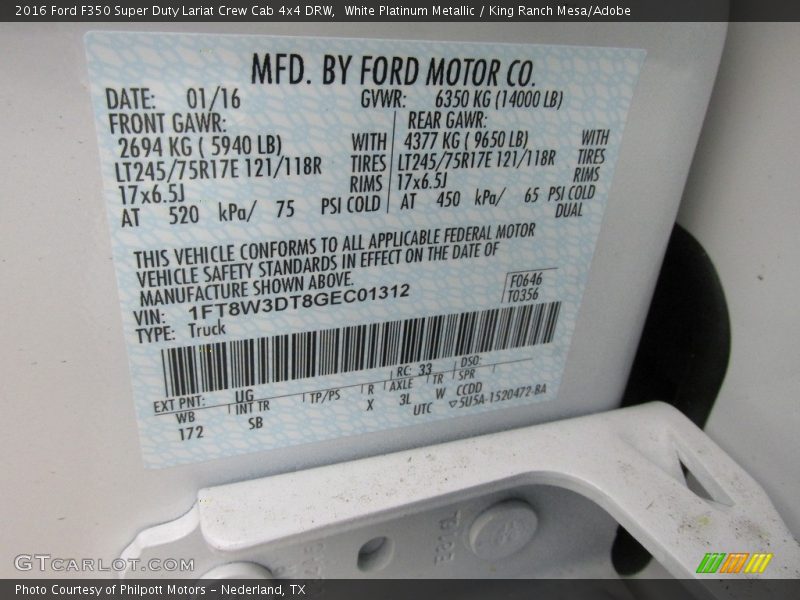 2016 Ford F350 Super Duty Lariat Crew Cab 4x4 DRW,  White Platinum Metallic / King Ranch Mesa/Adobe
MFD. BY FORD MOTOR CO.
DATE: 01/16 GVWR: 6350 KG (14000 LB)
FRONT GAWR: REAR GAWR:
2694 KG ( 5940 LB) WITH 4377 KG ( 9650 LB) WITH
LT245/75R17E 121/118R TIRES LT245/75R17E 121/118R TIRES
17x6.5J RIMS 17x6.5J RIMS
AT 520 kPa/ 75 PSI COLD AT 450 kPa/ 65 PSI COLD
DUAL
THIS VEHICLE CONFORMS TO ALL APPLICABLE FEDERAL MOTOR
VEHICLE SAFETY STANDARDS IN EFFECT ON THE DATE OF
MANUFACTURE SHOWN ABOVE.
VIN: 1FT8W3DT8GEC01312 F0646
TYPE: Truck T0356
EXT PNT: UG RC: 33 DSO:
WB INT TR TP/PS R AXLE TR SPR
172 SB X 3L W CCDD
UTC ▽5U5A-1520472-BA
GTcarlot.com
Photo Courtesy of Philpott Motors - Nederland, TX